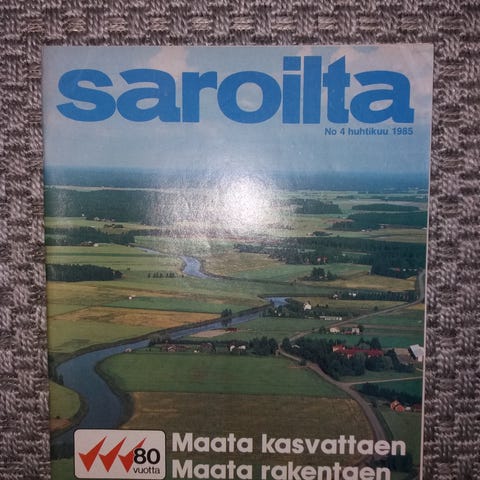 saroilta
No 4 huhtikuu 1985
80
vuotta
Maata kasvattaen
Maata rakentaen